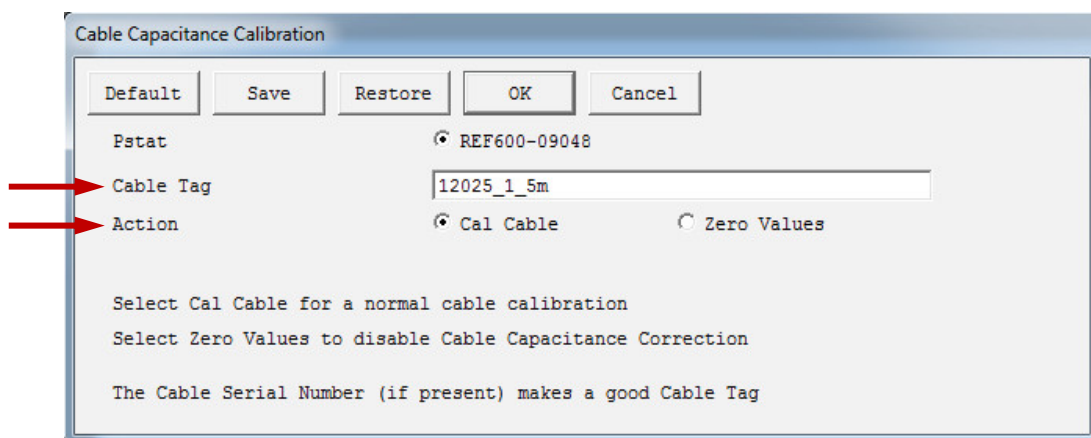 Cable Capacitance Calibration
Default Save Restore OK Cancel
Pstat REF600-09048
Cable Tag 12025_1_5m
Action Cal Cable Zero Values
Select Cal Cable for a normal cable calibration
Select Zero Values to disable Cable Capacitance Correction
The Cable Serial Number (if present) makes a good Cable Tag